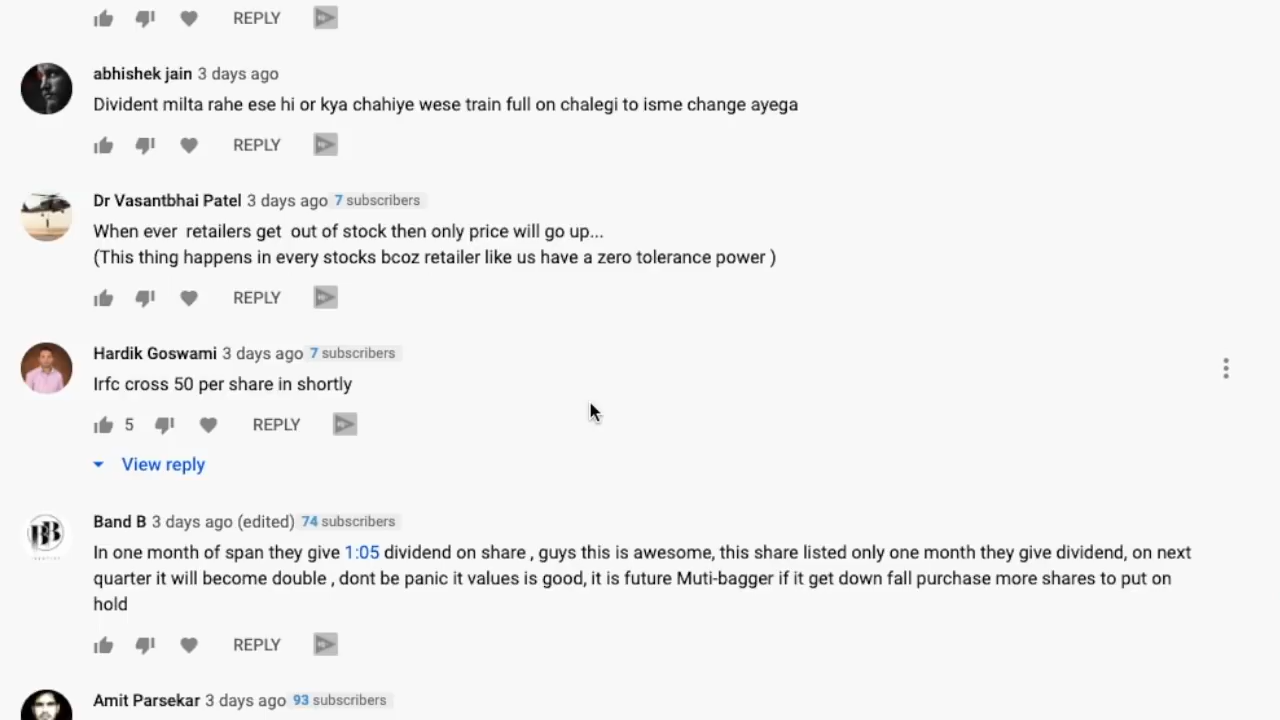 REPLY
abhishek jain 3 days ago
Divident milta rahe ese hi or kya chahiye wese train full on chalegi to isme change ayega
REPLY
Dr Vasantbhai Patel 3 days ago 7 subscribers
When ever retailers get out of stock then only price will go up...
(This thing happens in every stocks bcoz retailer like us have a zero tolerance power )
REPLY
Hardik Goswami 3 days ago 7 subscribers
Irfc cross 50 per share in shortly
5 REPLY
View reply
Band B 3 days ago (edited) 74 subscribers
In one month of span they give 1:05 dividend on share , guys this is awesome, this share listed only one month they give dividend, on next
quarter it will become double , dont be panic it values is good, it is future Muti-bagger if it get down fall purchase more shares to put on
hold
REPLY
Amit Parsekar 3 days ago 93 subscribers